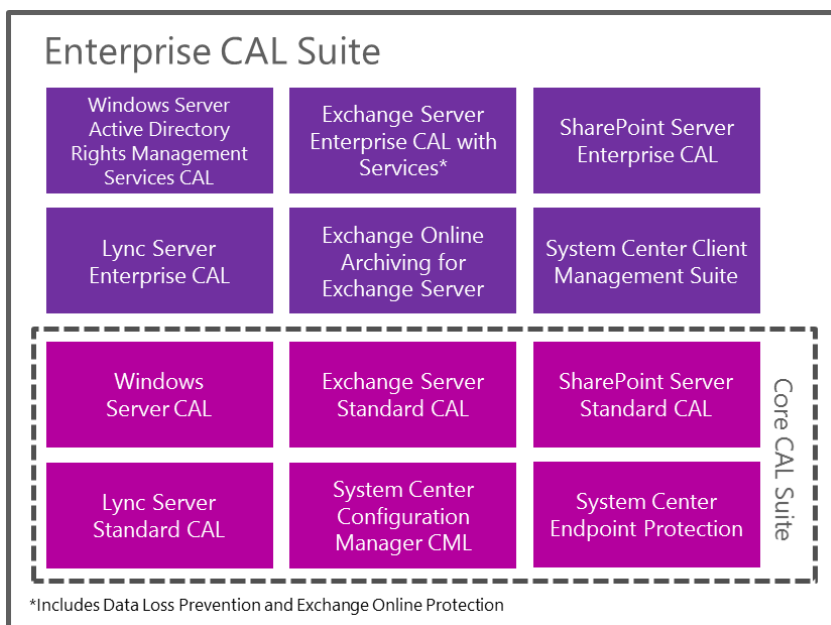 Enterprise CAL Suite
Windows Server
Active Directory
Rights Management
Services CAL
Exchange Server
Enterprise CAL with
Services*
SharePoint Server
Enterprise CAL
Lync Server
Enterprise CAL
Exchange Online
Archiving for
Exchange Server
System Center Client
Management Suite
Windows
Server CAL
Exchange Server
Standard CAL
SharePoint Server
Standard CAL
Lync Server
Standard CAL
System Center
Configuration
Manager CML
System Center
Endpoint Protection
Core CAL Suite
*Includes Data Loss Prevention and Exchange Online Protection